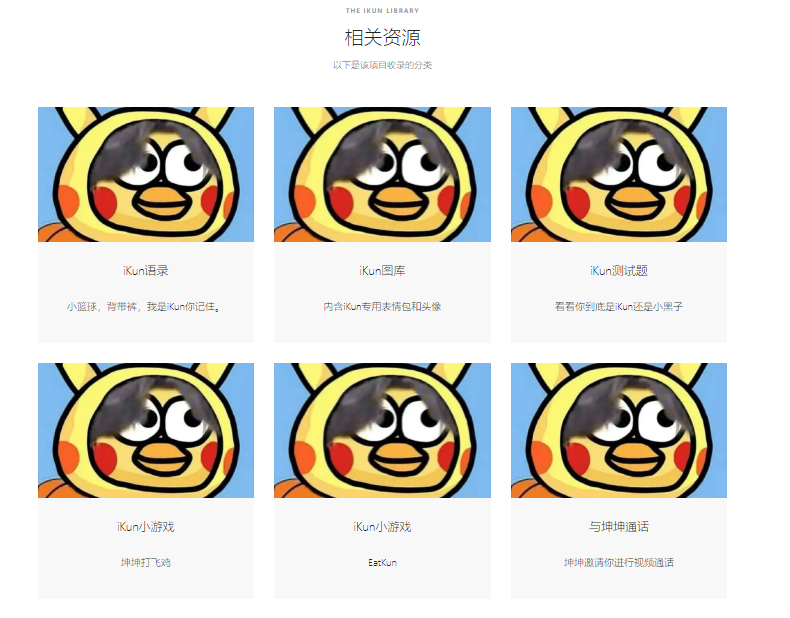 THE IKUN LIBRARY
相关资源
以下是该项目收录的分类
iKun语录
iKun图库
iKun测试题
小篮球，背带裤，我是iKun你记住。
内含iKun专用表情包和头像
看看你到底是iKun还是小黑子
iKun小游戏
iKun小游戏
与坤坤通话
坤坤打飞鸡
EatKun
坤坤邀请你进行视频通话